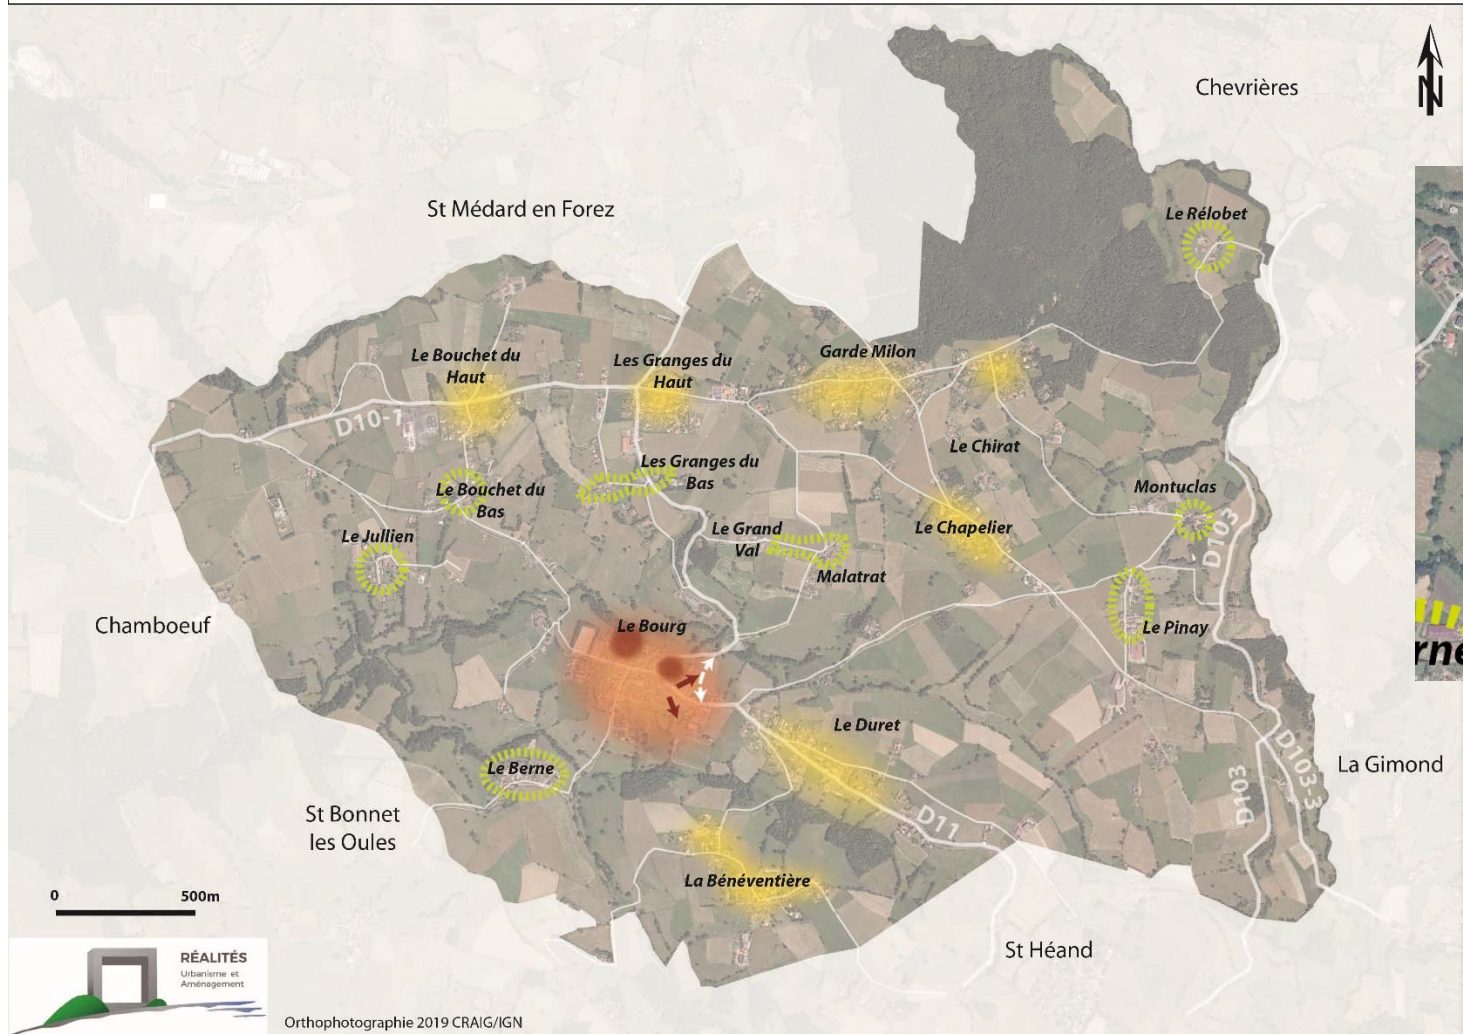 Chevrières
N
Le Rélobet
St Médard en Forez
Garde Milon
Le Bouchet du
Haut
Les Granges du
Haut
D10-1
Le Chirat
Les Granges du
Bas
Montuclas
Le Bouchet du
Bas
Le Chapelier
Le Grand
Val
D103
Le Jullien
Malatrat
Chamboeuf
Le Bourg
Le Pinay
Le Duret
D103-3
La Gimond
Le Berne
D103
St Bonnet
les Oules
D11
La Bénéventière
0 500m
St Héand
RÉALITÉS
Urbanisme et
Aménagement
Orthophotographie 2019 CRAIG/IGN
rne